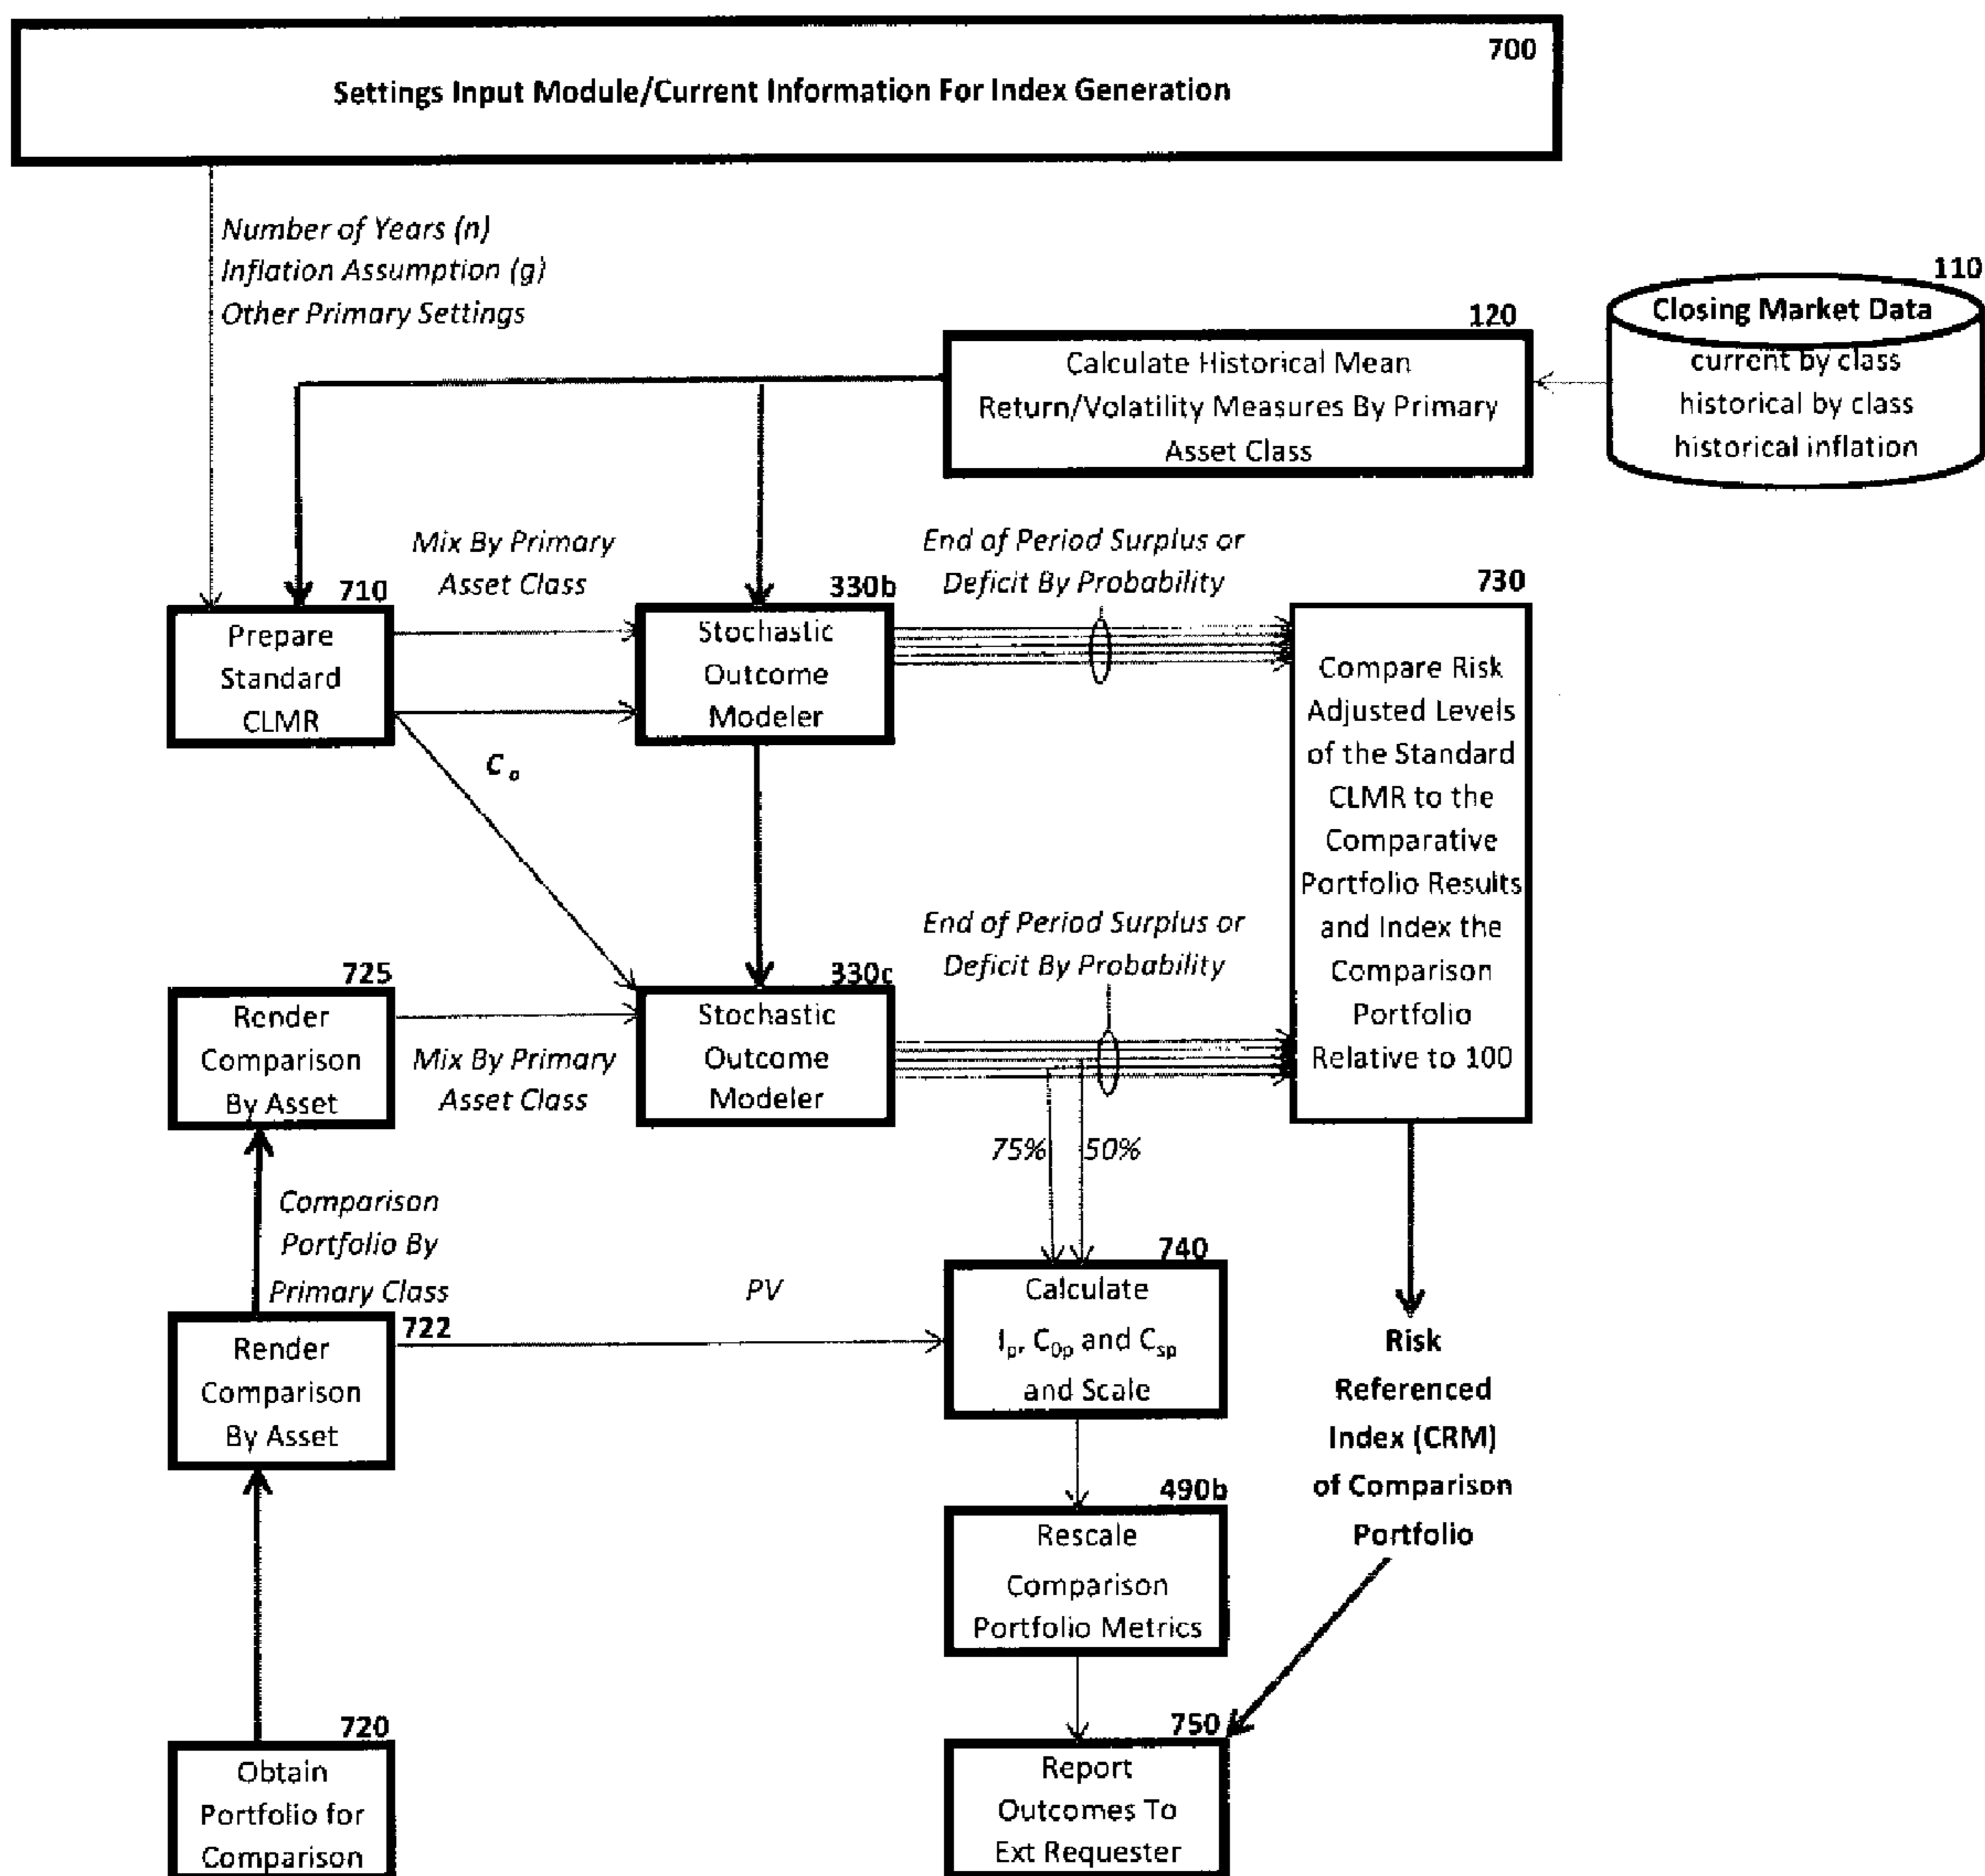 700
Settings Input Module/Current Information For Index Generation
Number of Years (n)
Inflation Assumption (g)
Other Primary Settings
110
Closing Market Data
current by class
historical by class
historical inflation
120
Calculate Historical Mean
Return/Volatility Measures By Primary
Asset Class
Mix By Primary
Asset Class
End of Period Surplus or
Deficit By Probability
710
Prepare
Standard
CLMR
330b
Stochastic
Outcome
Modeler
730
Compare Risk
Adjusted Levels
of the Standard
CLMR to the
Comparative
Portfolio Results
and Index the
Comparison
Portfolio
Relative to 100
C o
End of Period Surplus or
Deficit By Probability
725
Render
Comparison
By Asset
Mix By Primary
Asset Class
330c
Stochastic
Outcome
Modeler
75%
50%
Comparison
Portfolio By
Primary Class
PV
722
Render
Comparison
By Asset
740
Calculate
Ipr C0p and Csp
and Scale
Risk
Referenced
Index (CRM)
of Comparison
Portfolio
490b
Rescale
Comparison
Portfolio Metrics
720
Obtain
Portfolio for
Comparison
750
Report
Outcomes To
Ext Requester